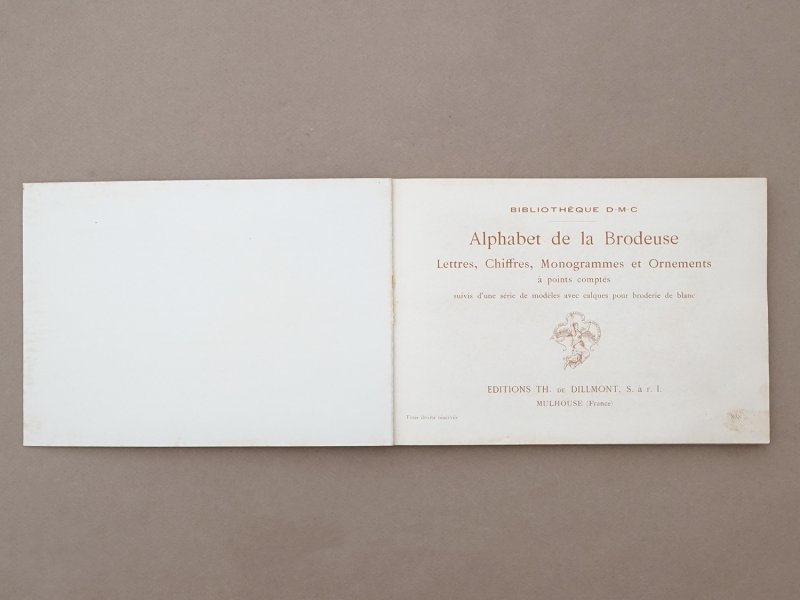 BIBLIOTHÈQUE D·M·C
Alphabet de la Brodeuse
Lettres, Chiffres, Monogrammes et Ornements
à points comptés
suivis d'une série de modèles avec calques pour broderie de blanc
EDITIONS TH. DE DILLMONT, S. a r. l.
MULHOUSE (France)
Tous droits réservés